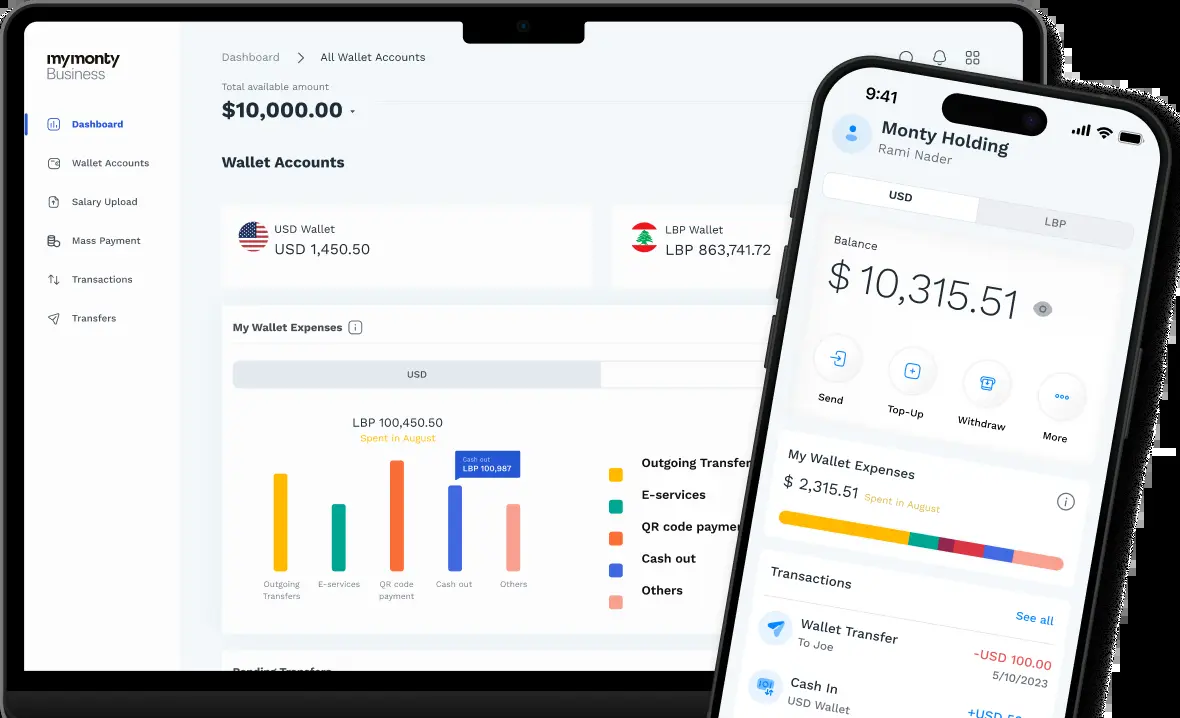 mymonty
Business
Dashboard
Wallet Accounts
Salary Upload
Mass Payment
Transactions
Transfers
Dashboard > All Wallet Accounts
Total available amount
$10,000.00
Wallet Accounts
USD Wallet
USD 1,450.50
LBP Wallet
LBP 863,741.72
My Wallet Expenses
USD
LBP 100,450.50
Spent in August
Cash out
LBP 100,987
Outgoing
Transfers
E-services
QR code
payment
Cash out
Others
Outgoing Transfer
E-services
QR code paymen
Cash out
Others
Pending Transfers
9:41
Monty Holding
Rami Nader
USD
LBP
Balance
$ 10,315.51
Send
Top-Up
Withdraw
More
My Wallet Expenses
$ 2,315.51 Spent in August
Transactions
See all
Wallet Transfer
To Joe
-USD 100.00
5/10/2023
Cash In
USD Wallet